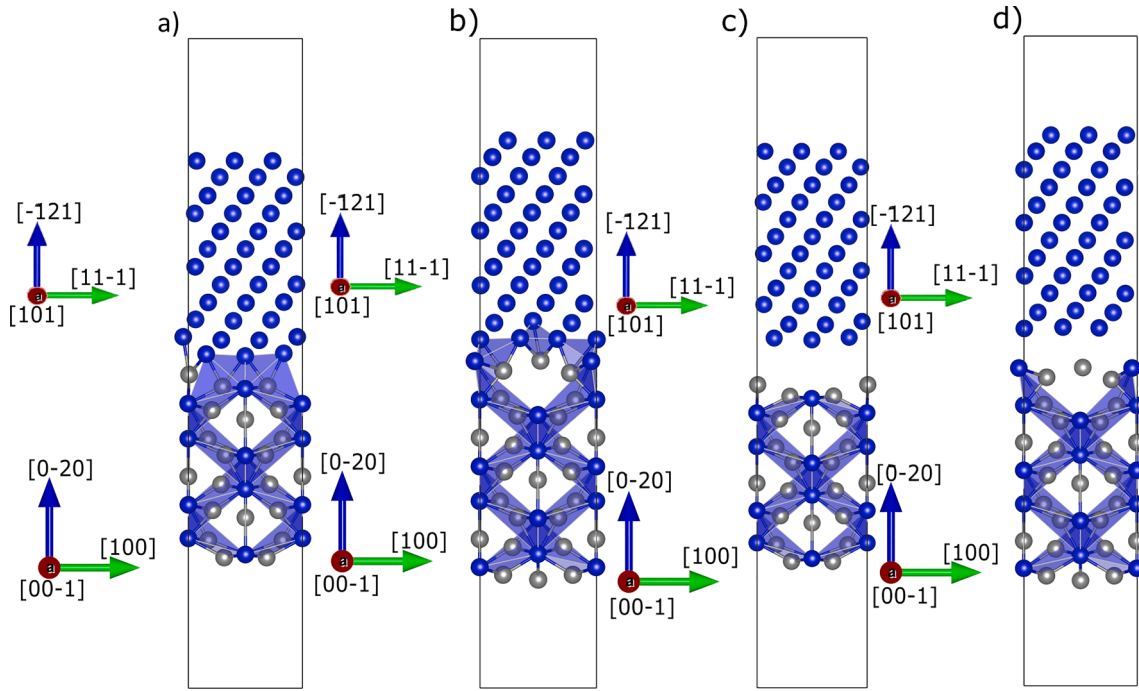 a)
b)
c)
d)
[-121]
[11-1]
a
[101]
[-121]
[11-1]
a
[101]
[-121]
[11-1]
a
[101]
[-121]
[11-1]
a
[101]
[0-20]
[100]
a
[00-1]
[0-20]
[100]
a
[00-1]
[0-20]
[100]
a
[00-1]
[0-20]
[100]
a
[00-1]